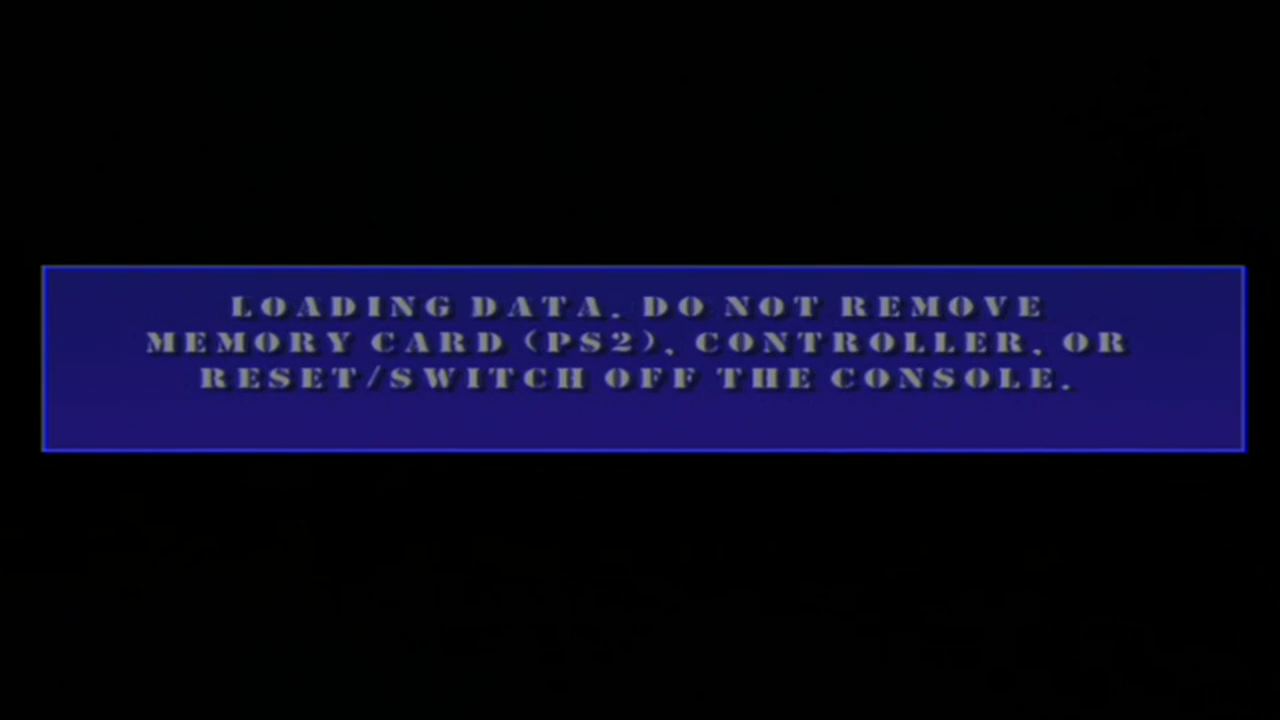 LOADING DATA. DO NOT REMOVE
MEMORY CARD (PS2), CONTROLLER, OR
RESET/SWITCH OFF THE CONSOLE.